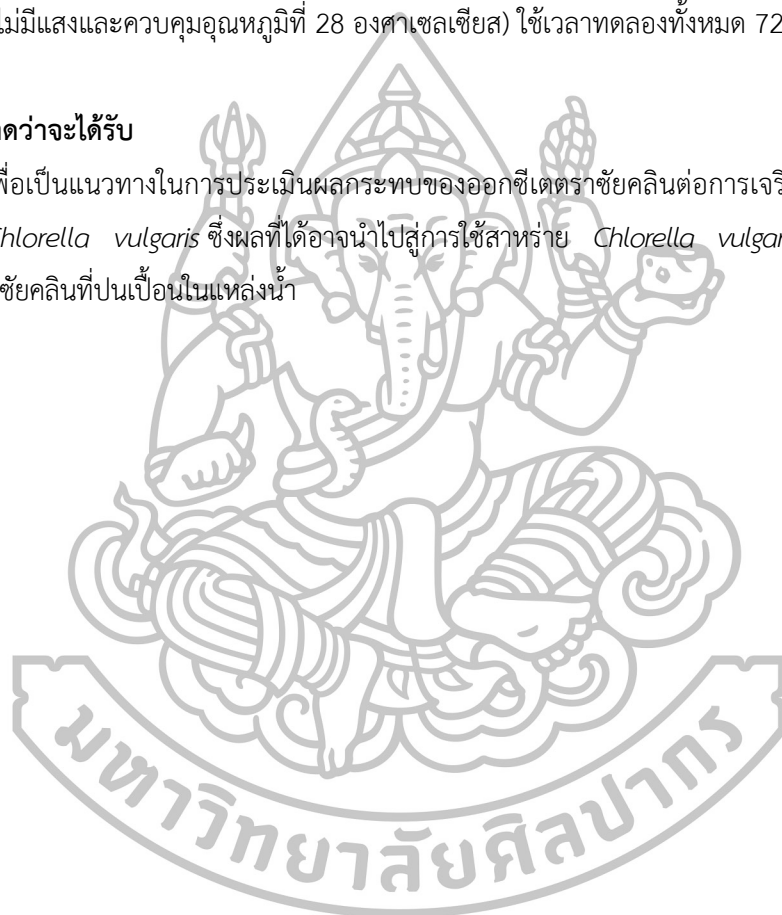 ไม่มีแสงและควบคุมอุณหภูมิที่ 28 องศาเซลเซียส) ใช้เวลาทดลองทั้งหมด 72
าดว่าจะได้รับ
พื่อเป็นแนวทางในการประเมินผลกระทบของออกซีเตตราซัยคลินต่อการเจริ
hlorella vulgaris ซึ่งผลที่ได้อาจนำไปสู่การใช้สาหร่าย Chlorella vulgar
ซัยคลินที่ปนเปื้อนในแหล่งน้ำ
มหาวิทยาลัยศิลปากร